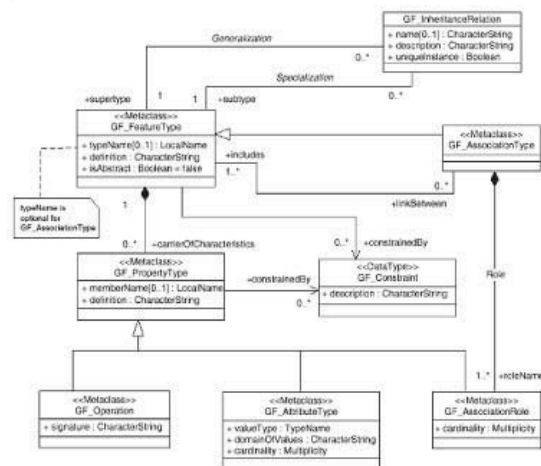 GF_InheritanceRelation
+ name[0..1] : CharacterString
+ description : CharacterString
+ uniqueInstance : Boolean
Generalization
0..*
Specialization
+supertype
1
1
+subtype
0..*
<<Metaclass>>
GF_FeatureType
+ typeName[0..1] : LocalName
+ definition : CharacterString
+ isAbstract : Boolean = false
<<Metaclass>>
GF_AssociationType
+includes
1..*
0..*
+linkBetween
typeName is
optional for
GF_AssociationType
1
0..*
+carrierOfCharacteristics
0..*
+constrainedBy
Role
<<Metaclass>>
GF_PropertyType
+ memberName[0..1] : LocalName
+ definition : CharacterString
+constrainedBy
0..*
<<DataType>>
GF_Constraint
+ description : CharacterString
1..*
+roleName
<<Metaclass>>
GF_Operation
+ signature : CharacterString
<<Metaclass>>
GF_AttributeType
+ valueType : TypeName
+ domainOfValues : CharacterString
+ cardinality : Multiplicity
<<Metaclass>>
GF_AssociationRole
+ cardinality : Multiplicity